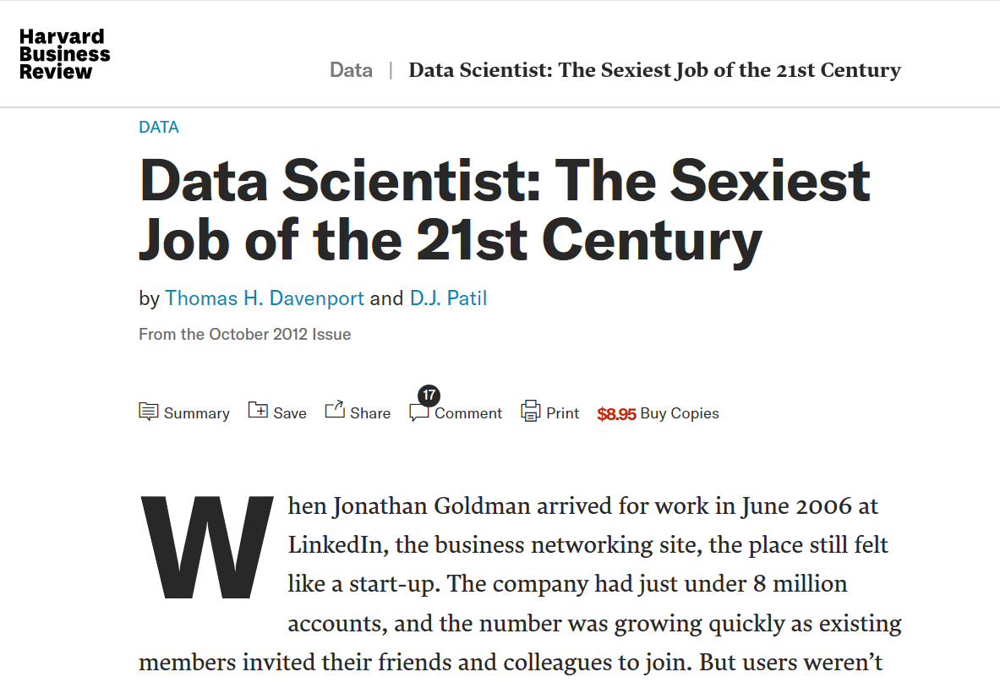 Harvard
Business
Review
Data | Data Scientist: The Sexiest Job of the 21st Century
DATA
Data Scientist: The Sexiest
Job of the 21st Century
by Thomas H. Davenport and D.J. Patil
From the October 2012 Issue
Summary Save Share 17 Comment Print $8.95 Buy Copies
When Jonathan Goldman arrived for work in June 2006 at
LinkedIn, the business networking site, the place still felt
like a start-up. The company had just under 8 million
accounts, and the number was growing quickly as existing
members invited their friends and colleagues to join. But users weren’t